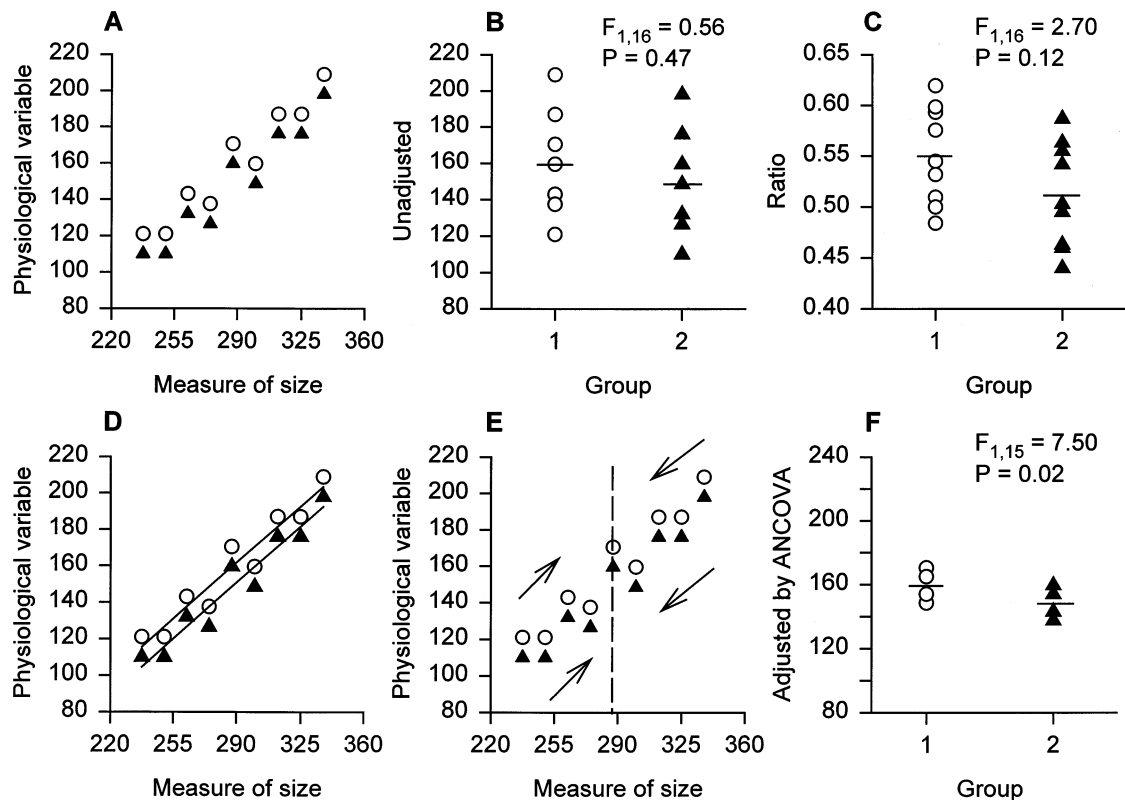 A
Physiological variable
220
200
180
160
140
120
100
80
220 255 290 325 360
Measure of size
B
F1,16 = 0.56
P = 0.47
Unadjusted
220
200
180
160
140
120
100
80
1 2
Group
C
F1,16 = 2.70
P = 0.12
Ratio
0.65
0.60
0.55
0.50
0.45
0.40
1 2
Group
D
Physiological variable
220
200
180
160
140
120
100
80
220 255 290 325 360
Measure of size
E
Physiological variable
220
200
180
160
140
120
100
80
220 255 290 325 360
Measure of size
F
F1,15 = 7.50
P = 0.02
Adjusted by ANCOVA
240
200
160
120
80
1 2
Group